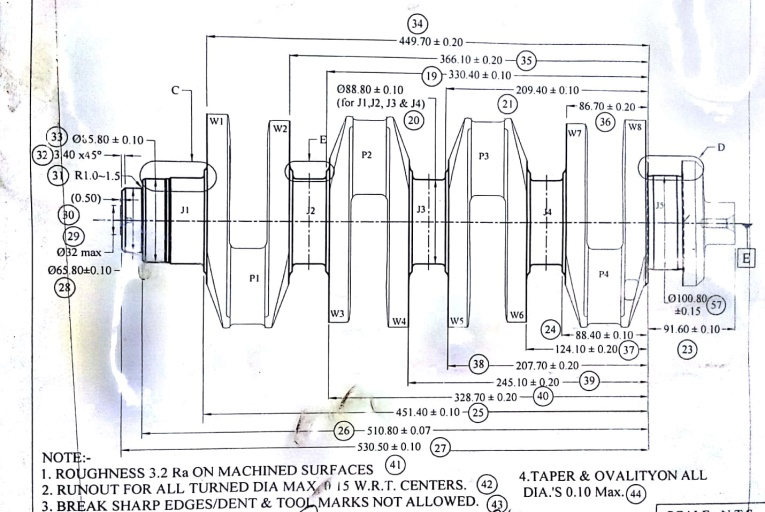 34
449.70 ± 0.20
366.10 ± 0.20 35
19 330.40 ± 0.10
Ø88.80 ± 0.10 209.40 ± 0.10
(for J1,J2, J3 & J4) 21
20
86.70 ± 0.20
36
C
W1 W2 E P2 P3 W7 W8 D
33 Ø65.80 ± 0.10
32 3.40 x45°
31 R1.0~1.5
(0.50)
30
29
Ø32 max
Ø65.80±0.10
28
J1 J2 J3 J4 J5
E
P1 P4
W3 W4 W5 W6
Ø100.80 57
±0.15
24 88.40 ± 0.10
91.60 ± 0.10
23
124.10 ± 0.20 37
38 207.70 ± 0.20
245.10 ± 0.20 39
328.70 ± 0.20 40
451.40 ± 0.10 25
26 510.80 ± 0.07
530.50 ± 0.10 27
NOTE:-
1. ROUGHNESS 3.2 Ra ON MACHINED SURFACES 41
2. RUNOUT FOR ALL TURNED DIA MAX. 0.15 W.R.T. CENTERS. 42
3. BREAK SHARP EDGES/DENT & TOOL MARKS NOT ALLOWED. 43
4.TAPER & OVALITYON ALL
DIA.'S 0.10 Max. 44